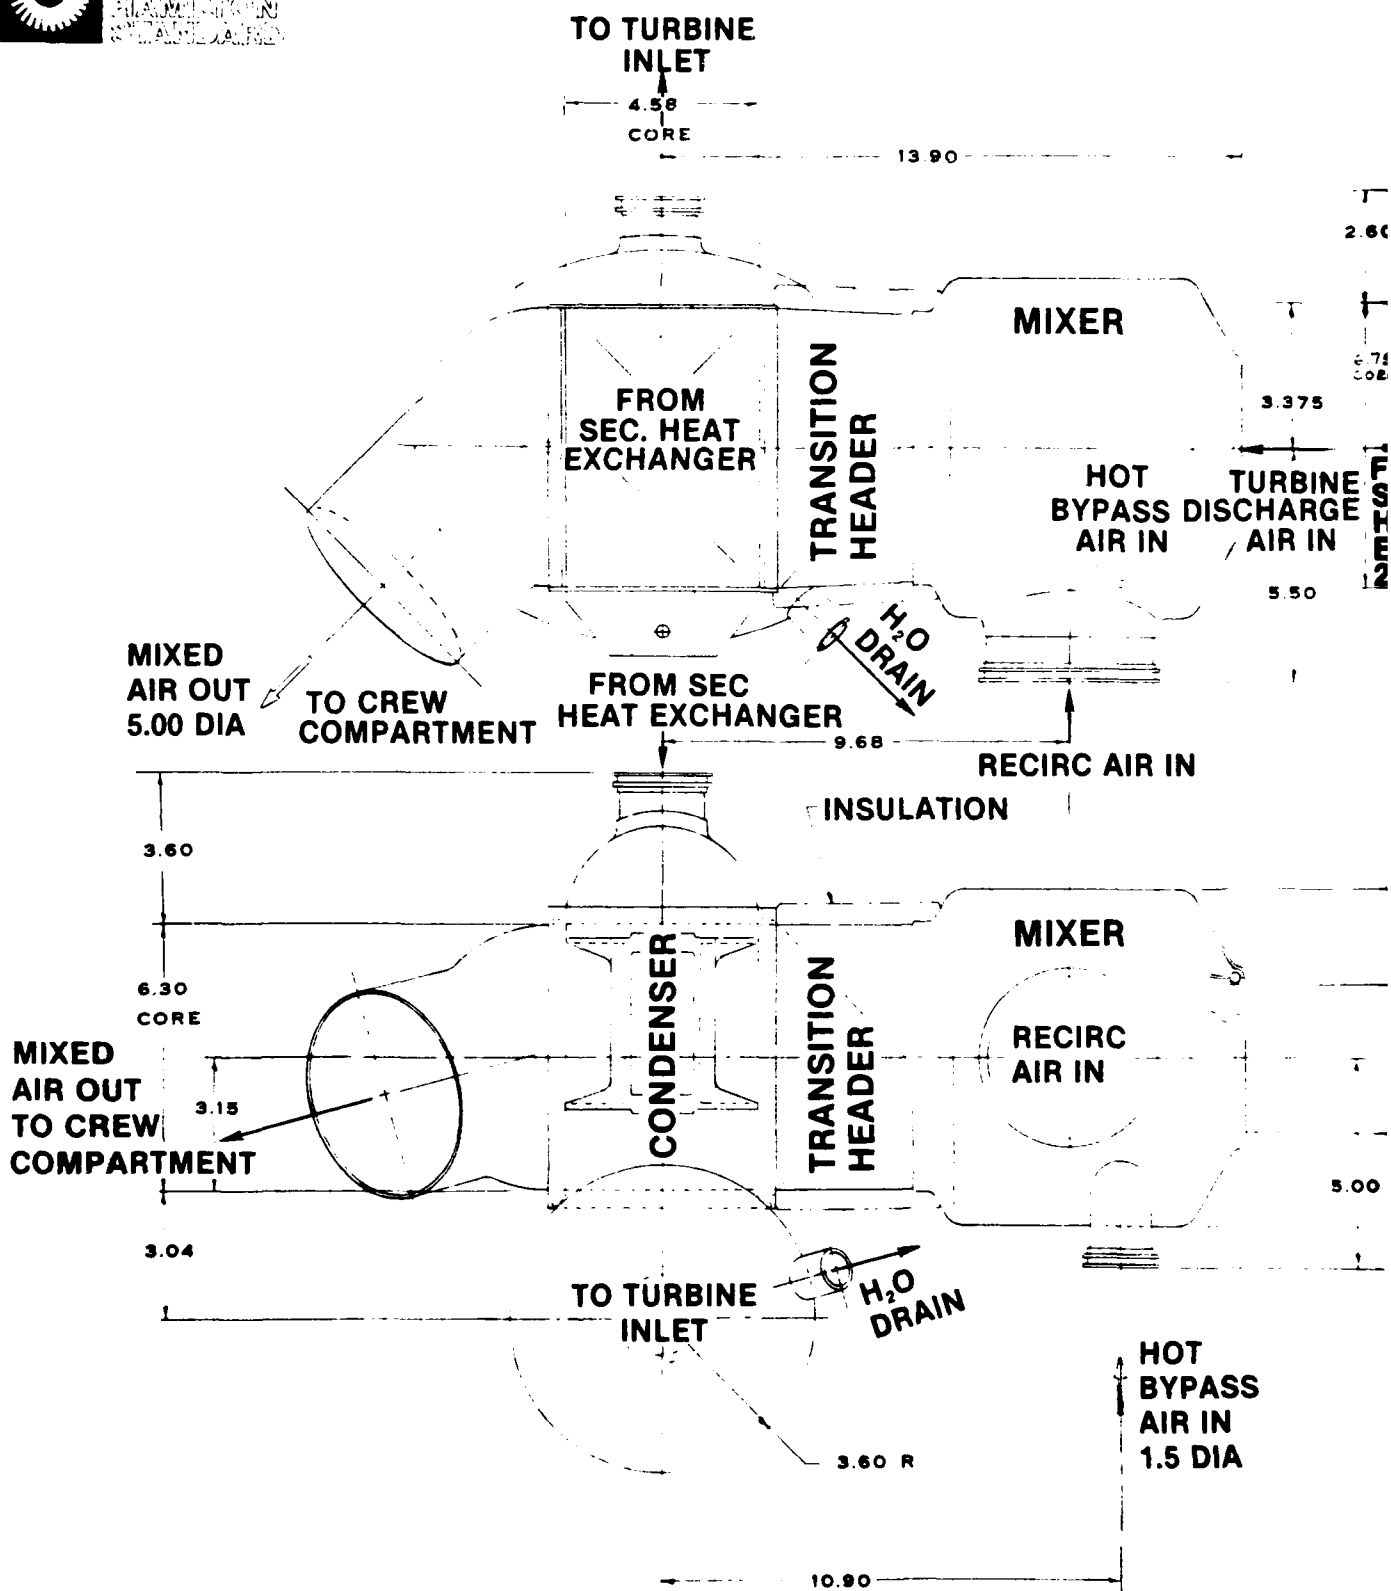 HAMILTON
STANDARD
TO TURBINE
INLET
4.58
CORE
13.90
2.60
MIXER
FROM
SEC. HEAT
EXCHANGER
TRANSITION
HEADER
3.375
HOT
BYPASS
AIR IN
TURBINE
DISCHARGE
AIR IN
5.50
H₂O
DRAIN
MIXED
AIR OUT
5.00 DIA
TO CREW
COMPARTMENT
FROM SEC
HEAT EXCHANGER
9.68
RECIRC AIR IN
INSULATION
3.60
6.30
CORE
CONDENSER
TRANSITION
HEADER
MIXER
RECIRC
AIR IN
MIXED
AIR OUT
TO CREW
COMPARTMENT
3.15
5.00
3.04
TO TURBINE
INLET
H₂O
DRAIN
HOT
BYPASS
AIR IN
1.5 DIA
3.60 R
10.90